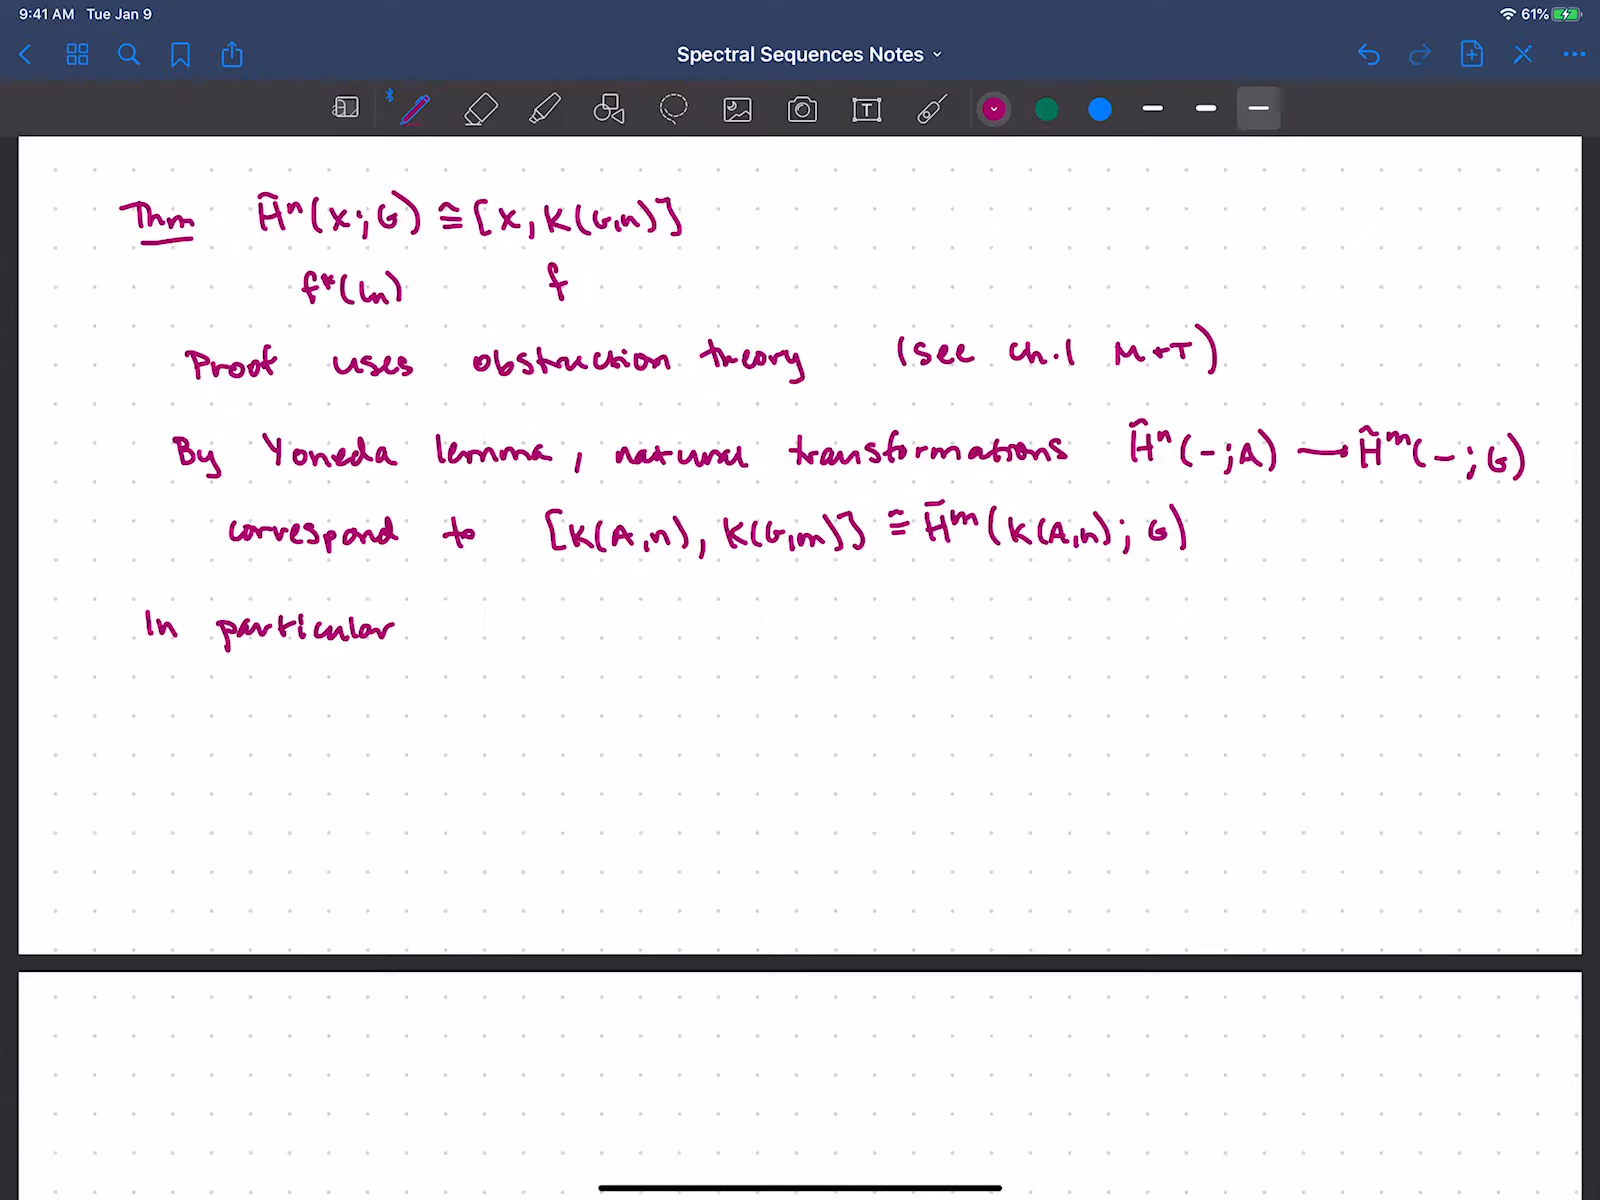 9:41 AM Tue Jan 9
61%
Spectral Sequences Notes
Thm H̃ⁿ(X;G) ≅ [X, K(G,n)]
f*(ιn) f
Proof uses obstruction theory (see ch.1 M+T)
By Yoneda lemma, natural transformations H̃ⁿ(-;A) → H̃ᵐ(-;G)
correspond to [K(A,n), K(G,m)] ≅ H̃ᵐ(K(A,n); G)
In particular